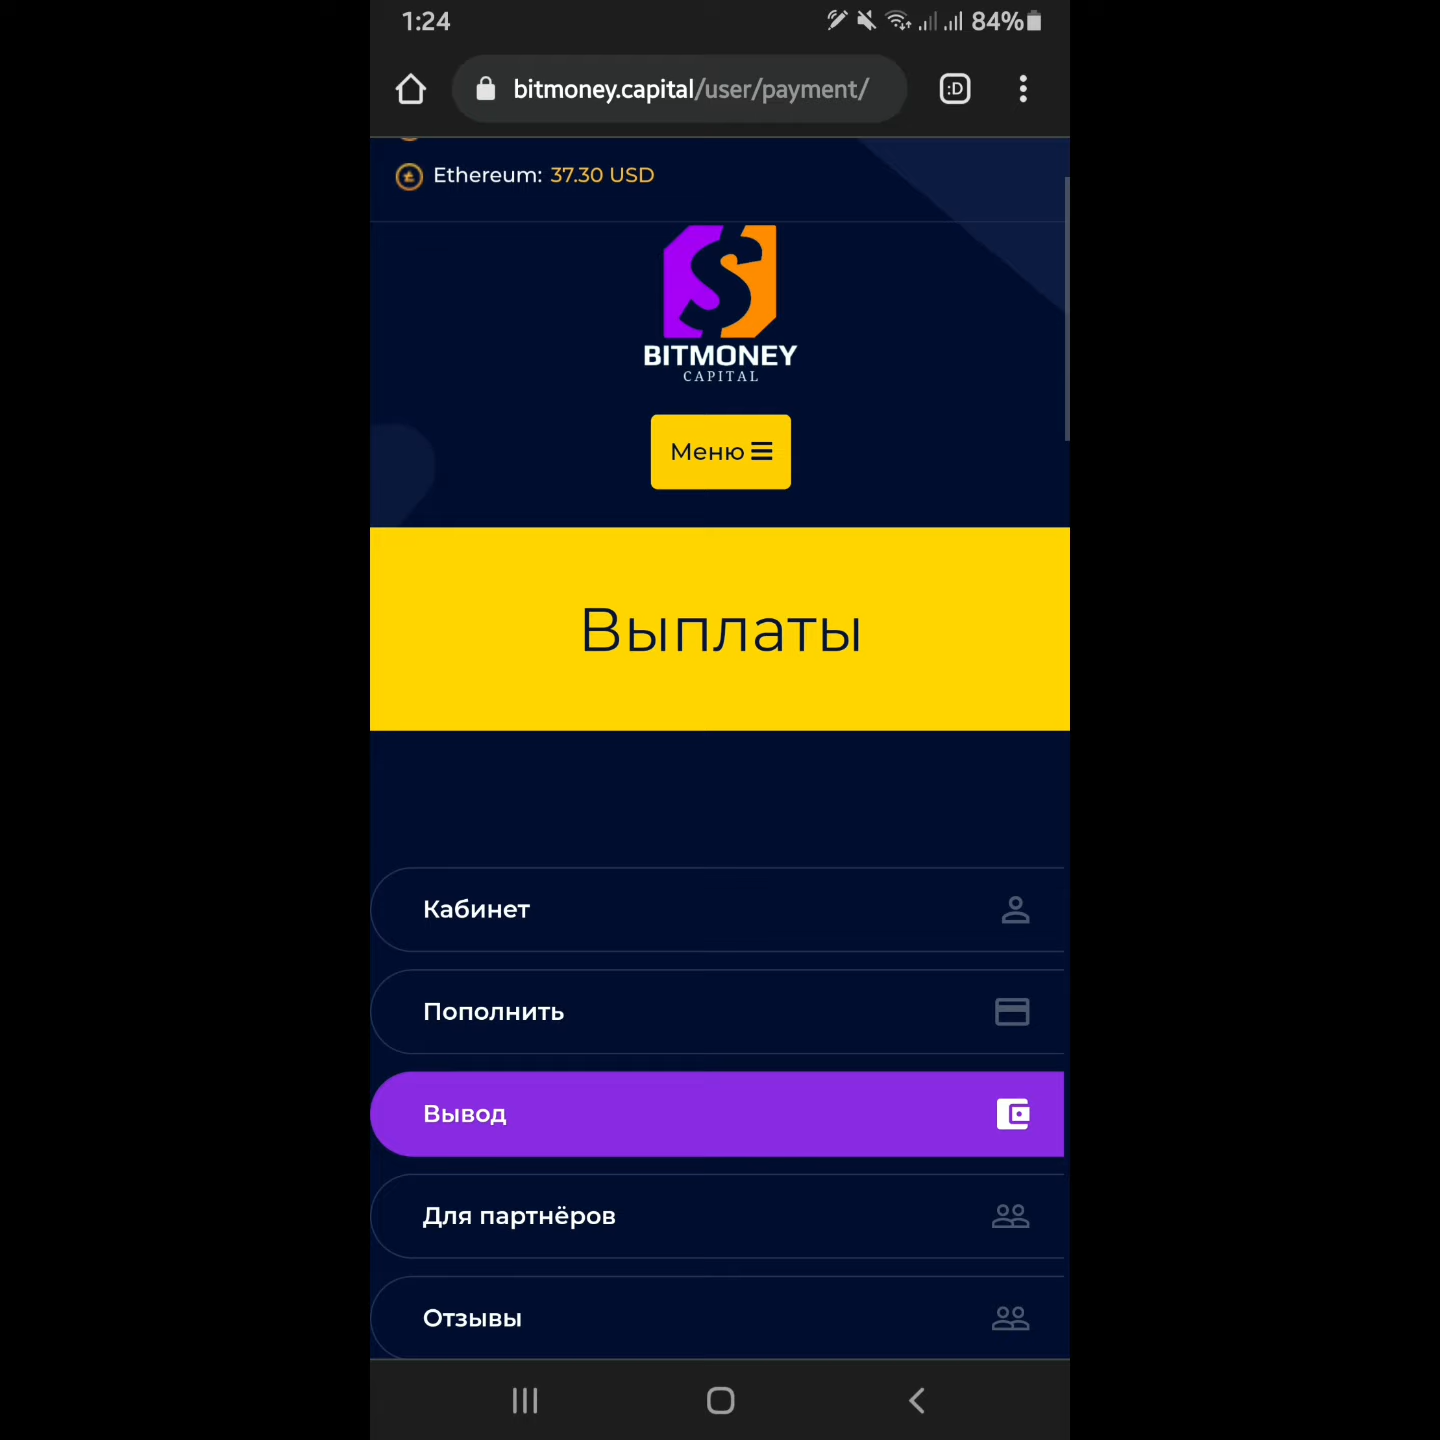 1:24
84%
bitmoney.capital/user/payment/
:D
Ethereum: 37.30 USD
BITMONEY
CAPITAL
Меню
Выплаты
Кабинет
Пополнить
Вывод
Для партнёров
Отзывы